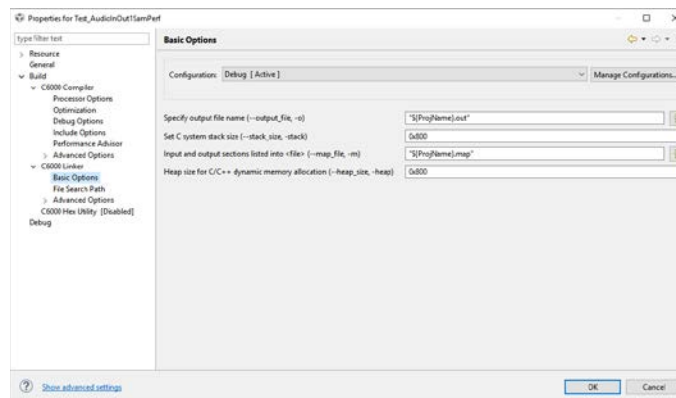 Properties for Test_AudioInOut1SamPerf
type filter text
Resource
General
Build
C6000 Compiler
Processor Options
Optimization
Debug Options
Include Options
Performance Advisor
Advanced Options
C6000 Linker
Basic Options
File Search Path
Advanced Options
C6000 Hex Utility [Disabled]
Debug
Basic Options
Configuration: Debug [ Active ]
Manage Configurations...
Specify output file name (--output_file, -o) "${ProjName}.out"
Set C system stack size (--stack_size, -stack) 0x800
Input and output sections listed into <file> (--map_file, -m) "${ProjName}.map"
Heap size for C/C++ dynamic memory allocation (--heap_size, -heap) 0x800
Show advanced settings
OK Cancel